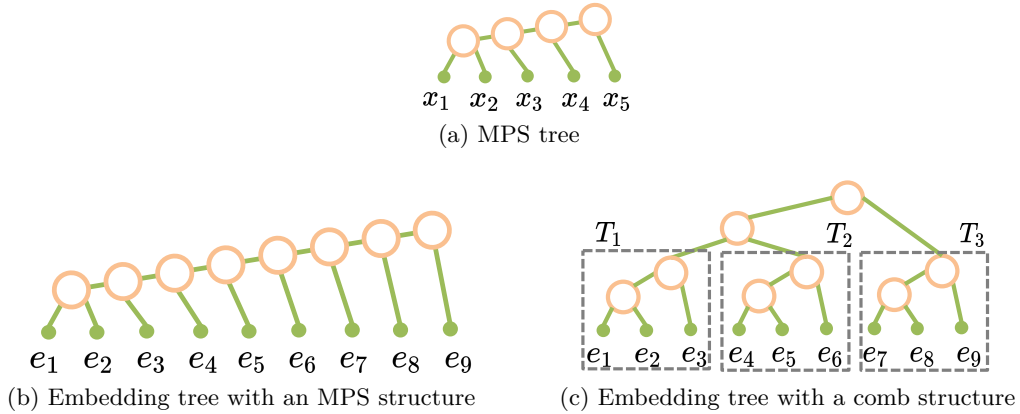 x₁ x₂ x₃ x₄ x₅
(a) MPS tree
T₁ T₂ T₃
e₁ e₂ e₃ e₄ e₅ e₆ e₇ e₈ e₉
e₁ e₂ e₃ e₄ e₅ e₆ e₇ e₈ e₉
(b) Embedding tree with an MPS structure
(c) Embedding tree with a comb structure